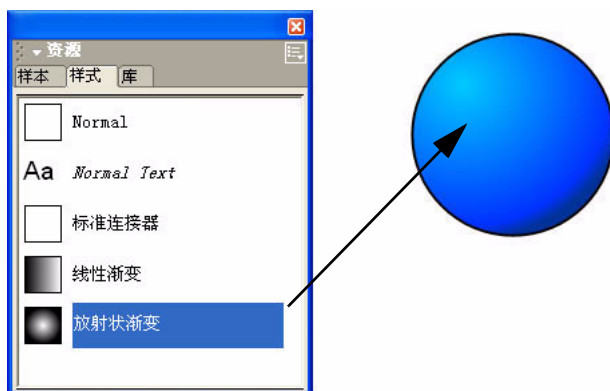 资源
样本 样式 库
Normal
Aa Normal Text
标准连接器
线性渐变
放射状渐变